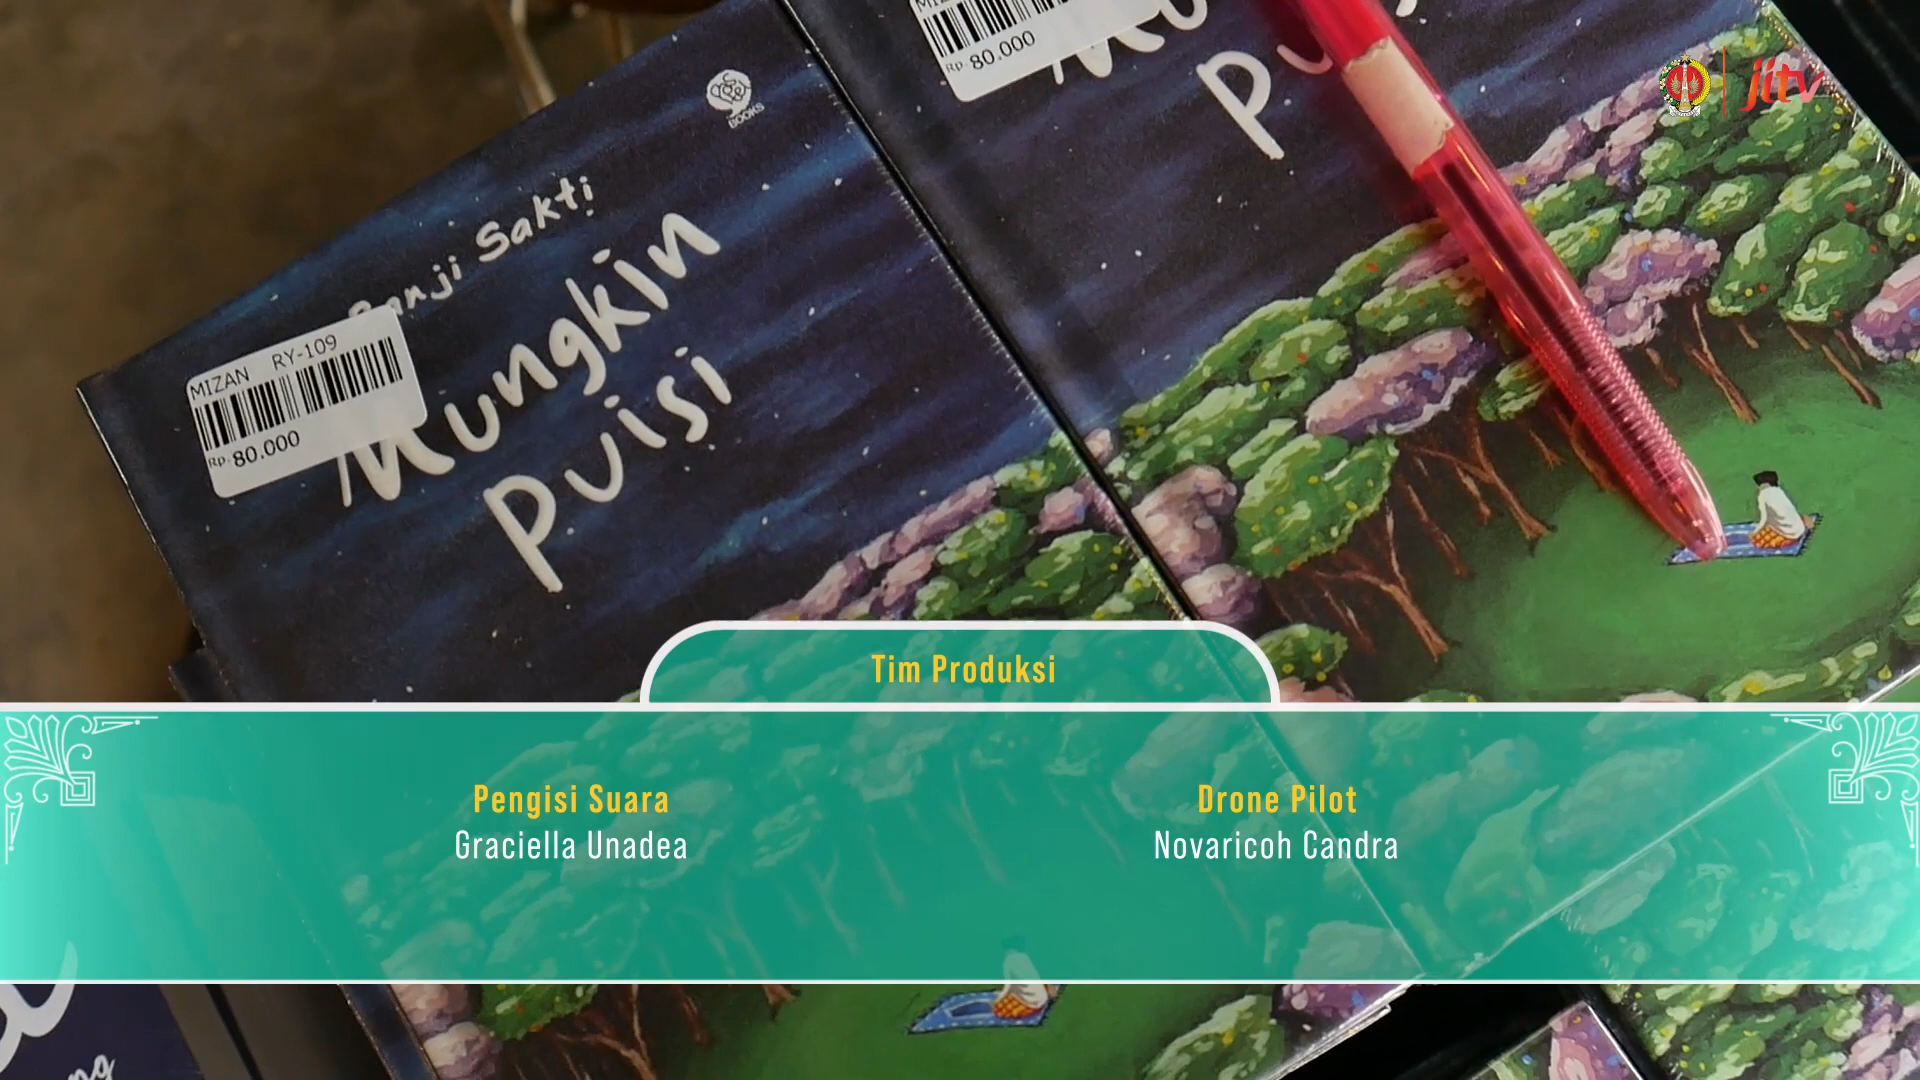 BOOKS
Panji Sakti
Mungkin
Puisi
MIZAN RY-109
Rp. 80.000
Rp. 80.000
jitv
Tim Produksi
Pengisi Suara
Graciella Unadea
Drone Pilot
Novaricoh Candra